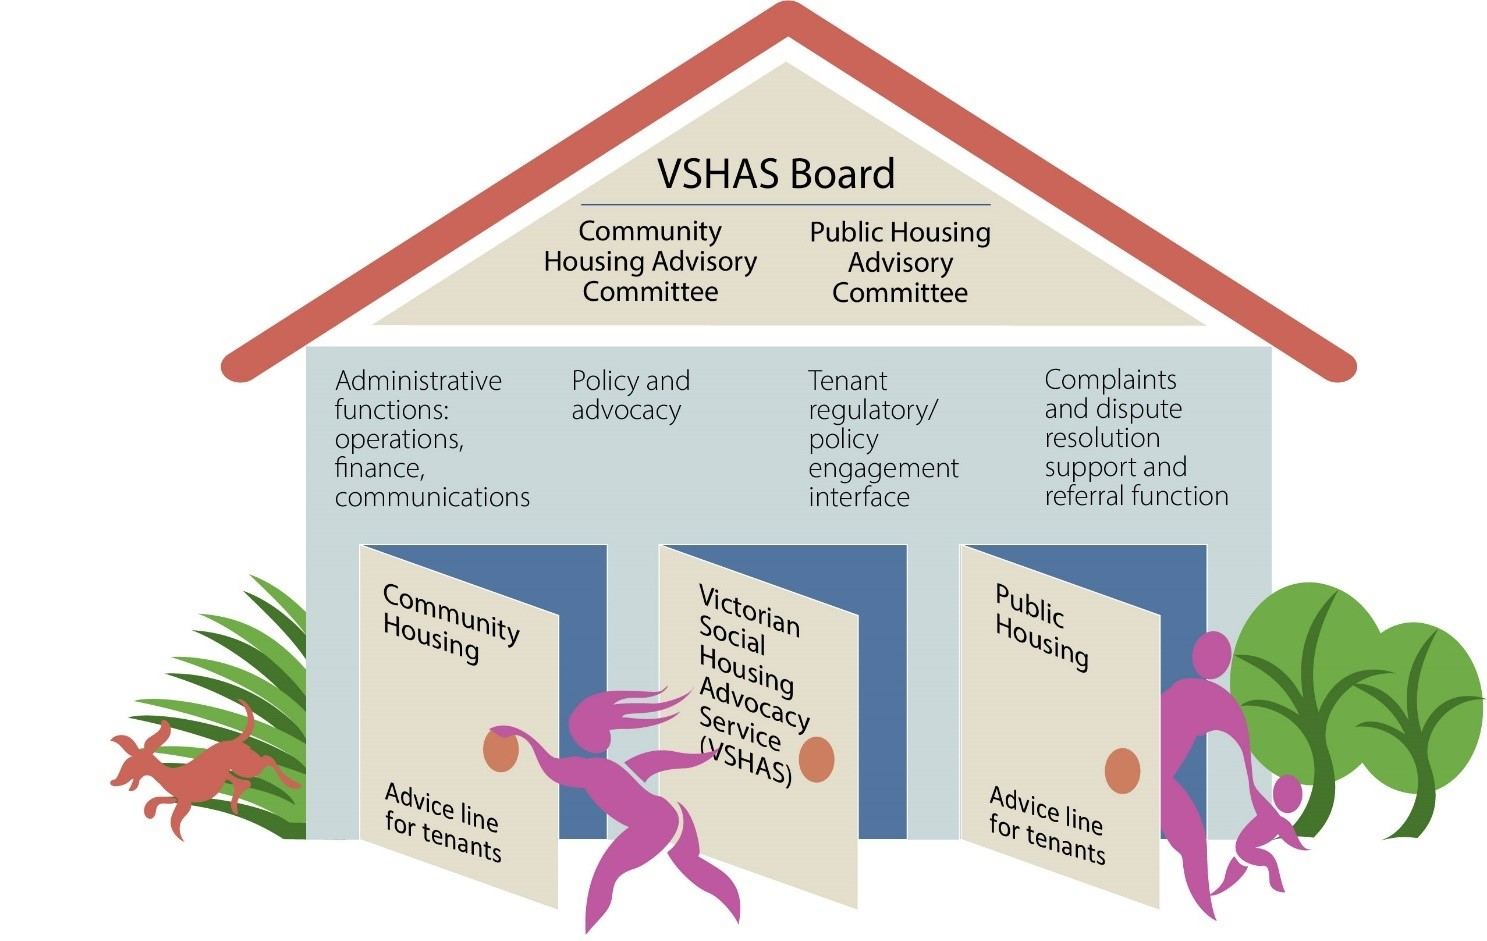 VSHAS Board
Community
Housing Advisory
Committee
Public Housing
Advisory
Committee
Administrative
functions:
operations,
finance,
communications
Policy and
advocacy
Tenant
regulatory/
policy
engagement
interface
Complaints
and dispute
resolution
support and
referral function
Community
Housing
Advice line
for tenants
Victorian
Social
Housing
Advocacy
Service
(VSHAS)
Public
Housing
Advice line
for tenants